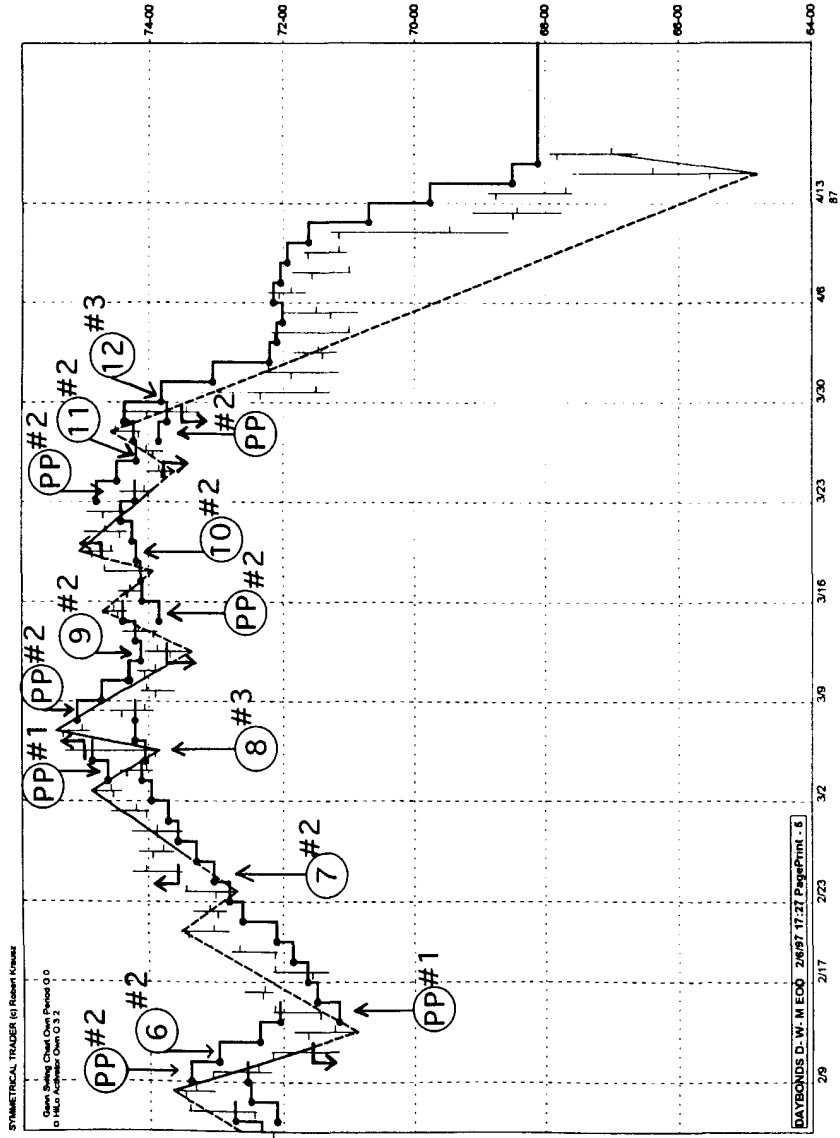 SYMMETRICAL TRADER (c) Robert Krausz
Gann Swing Chart Own Period 0 0
HiLo Activator Own 0 3 2
74-00
72-00
70-00
68-00
66-00
64-00
PP #2
6 #2
PP #1
7 #2
PP #1
8 #3
PP #2
9 #2
PP #2
10 #2
PP #2
11 #2
PP #2
12 #3
2/9
2/17
2/23
3/2
3/9
3/16
3/23
3/30
4/6
4/13
87
DAYBONDS D- W- M EOD 2/6/97 17:27 PagePrint - 5